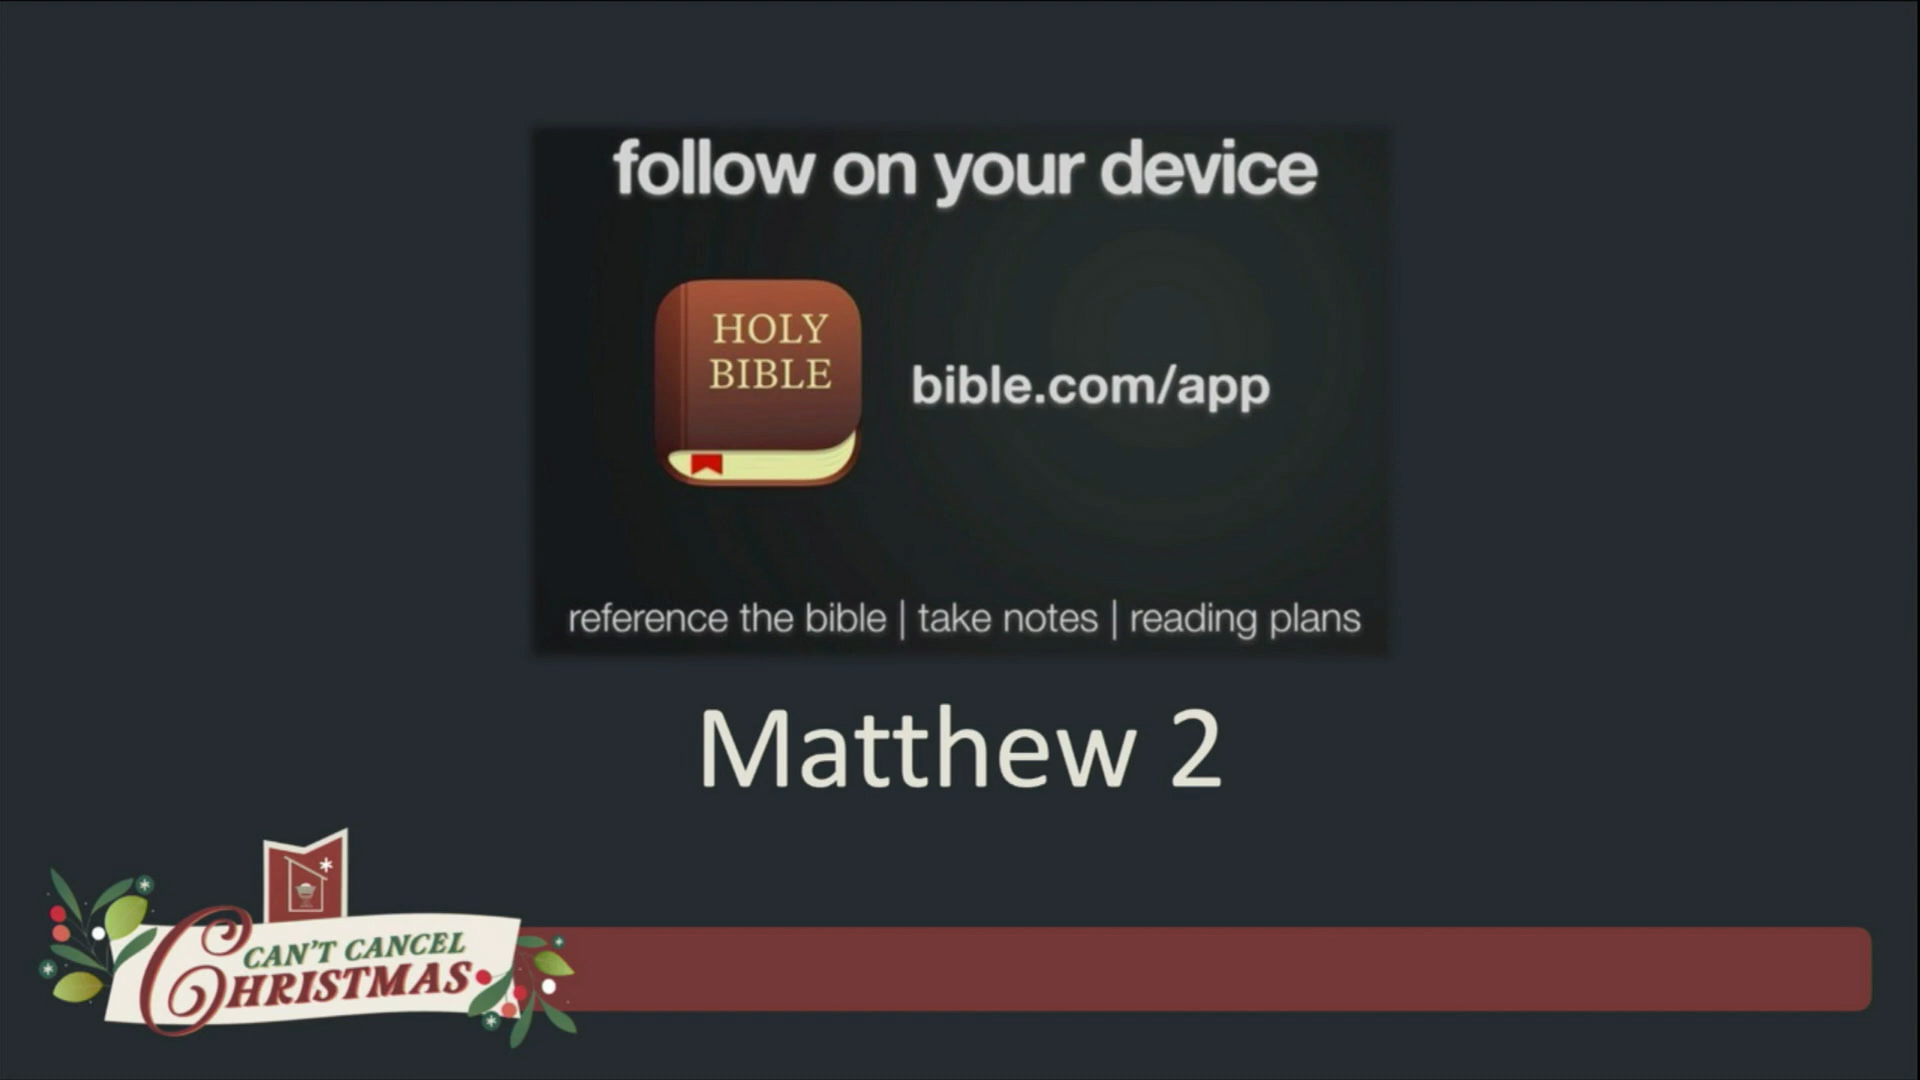 follow on your device
HOLY
BIBLE
bible.com/app
reference the bible | take notes | reading plans
Matthew 2
CAN'T CANCEL
CHRISTMAS